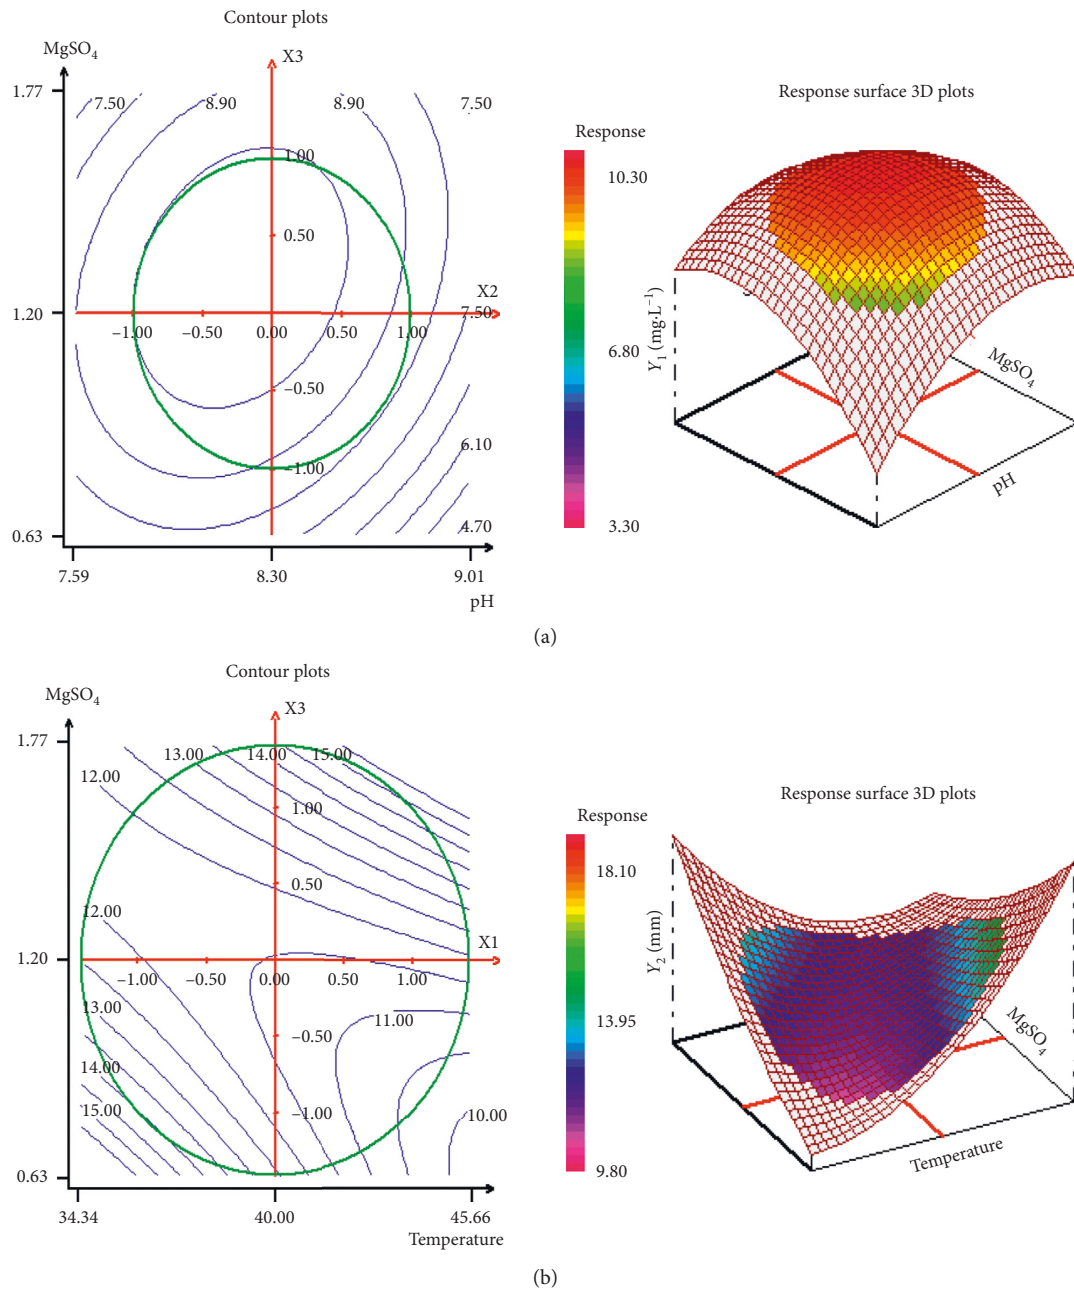 Contour plots
MgSO4
X3
1.77
7.50
8.90
8.90
7.50
1.00
0.50
X2
1.20
7.50
−1.00
−0.50
0.00
0.50
1.00
−0.50
6.10
−1.00
4.70
0.63
7.59
8.30
9.01
pH
Response surface 3D plots
Response
10.30
6.80
3.30
Y1 (mg·L−1)
MgSO4
pH
(a)
Contour plots
MgSO4
X3
1.77
13.00
14.00
15.00
12.00
1.00
0.50
12.00
X1
1.20
−1.00
−0.50
0.00
0.50
1.00
13.00
11.00
−0.50
14.00
15.00
−1.00
10.00
0.63
34.34
40.00
45.66
Temperature
Response surface 3D plots
Response
18.10
13.95
9.80
Y2 (mm)
MgSO4
Temperature
(b)